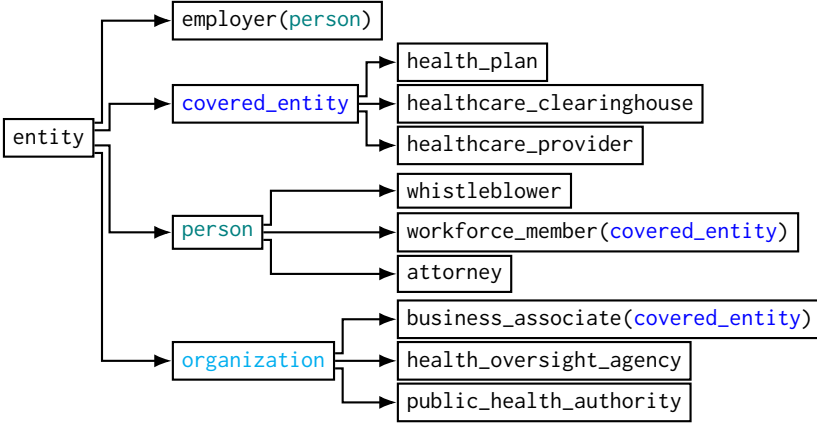 employer(person)
health_plan
covered_entity
healthcare_clearinghouse
entity
healthcare_provider
whistleblower
person
workforce_member(covered_entity)
attorney
business_associate(covered_entity)
organization
health_oversight_agency
public_health_authority